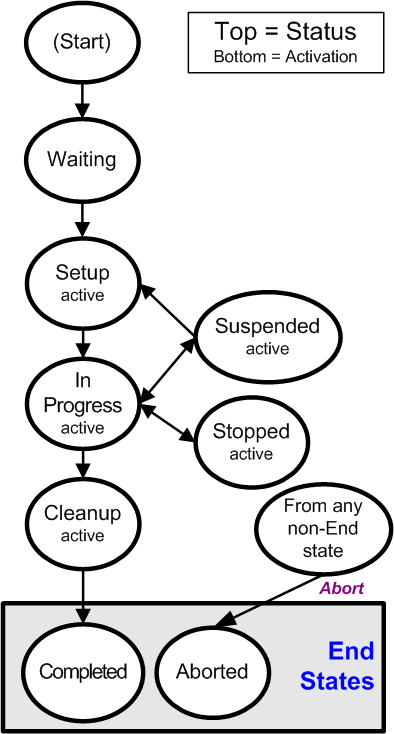 (Start)
Top = Status
Bottom = Activation
Waiting
Setup
active
Suspended
active
In
Progress
active
Stopped
active
Cleanup
active
From any
non-End
state
Abort
Completed
Aborted
End
States